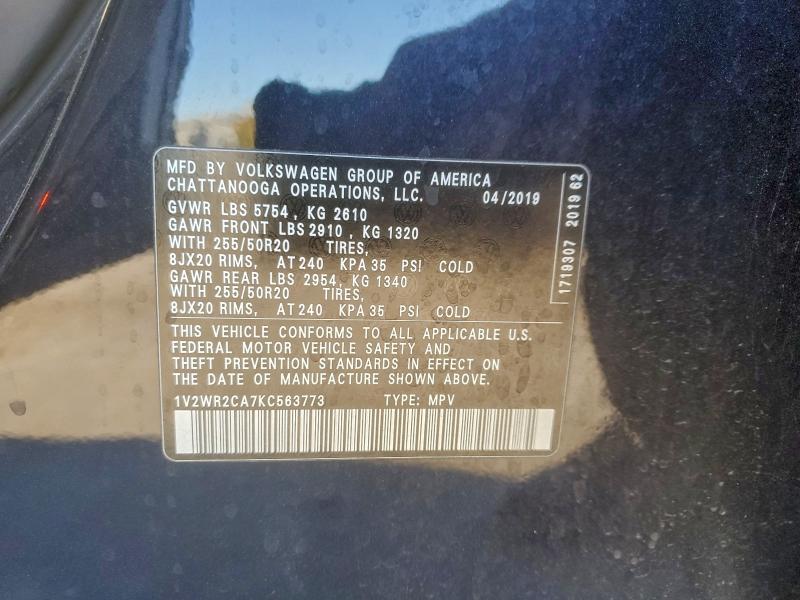 MFD BY VOLKSWAGEN GROUP OF AMERICA
CHATTANOOGA OPERATIONS, LLC. 04/2019
GVWR LBS 5754 , KG 2610
GAWR FRONT LBS 2910 , KG 1320
WITH 255/50R20 TIRES,
8JX20 RIMS, AT 240 KPA 35 PSI COLD
GAWR REAR LBS 2954, KG 1340
WITH 255/50R20 TIRES,
8JX20 RIMS, AT 240 KPA 35 PSI COLD
THIS VEHICLE CONFORMS TO ALL APPLICABLE U.S.
FEDERAL MOTOR VEHICLE SAFETY AND
THEFT PREVENTION STANDARDS IN EFFECT ON
THE DATE OF MANUFACTURE SHOWN ABOVE.
1V2WR2CA7KC563773 TYPE: MPV
1719307 2019 62